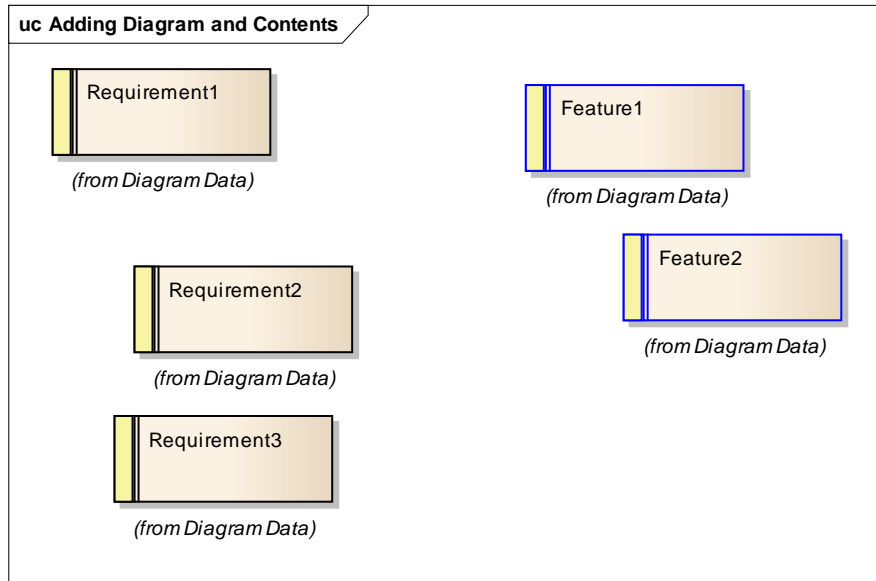 uc Adding Diagram and Contents
Requirement1
(from Diagram Data)
Feature1
(from Diagram Data)
Feature2
(from Diagram Data)
Requirement2
(from Diagram Data)
Requirement3
(from Diagram Data)